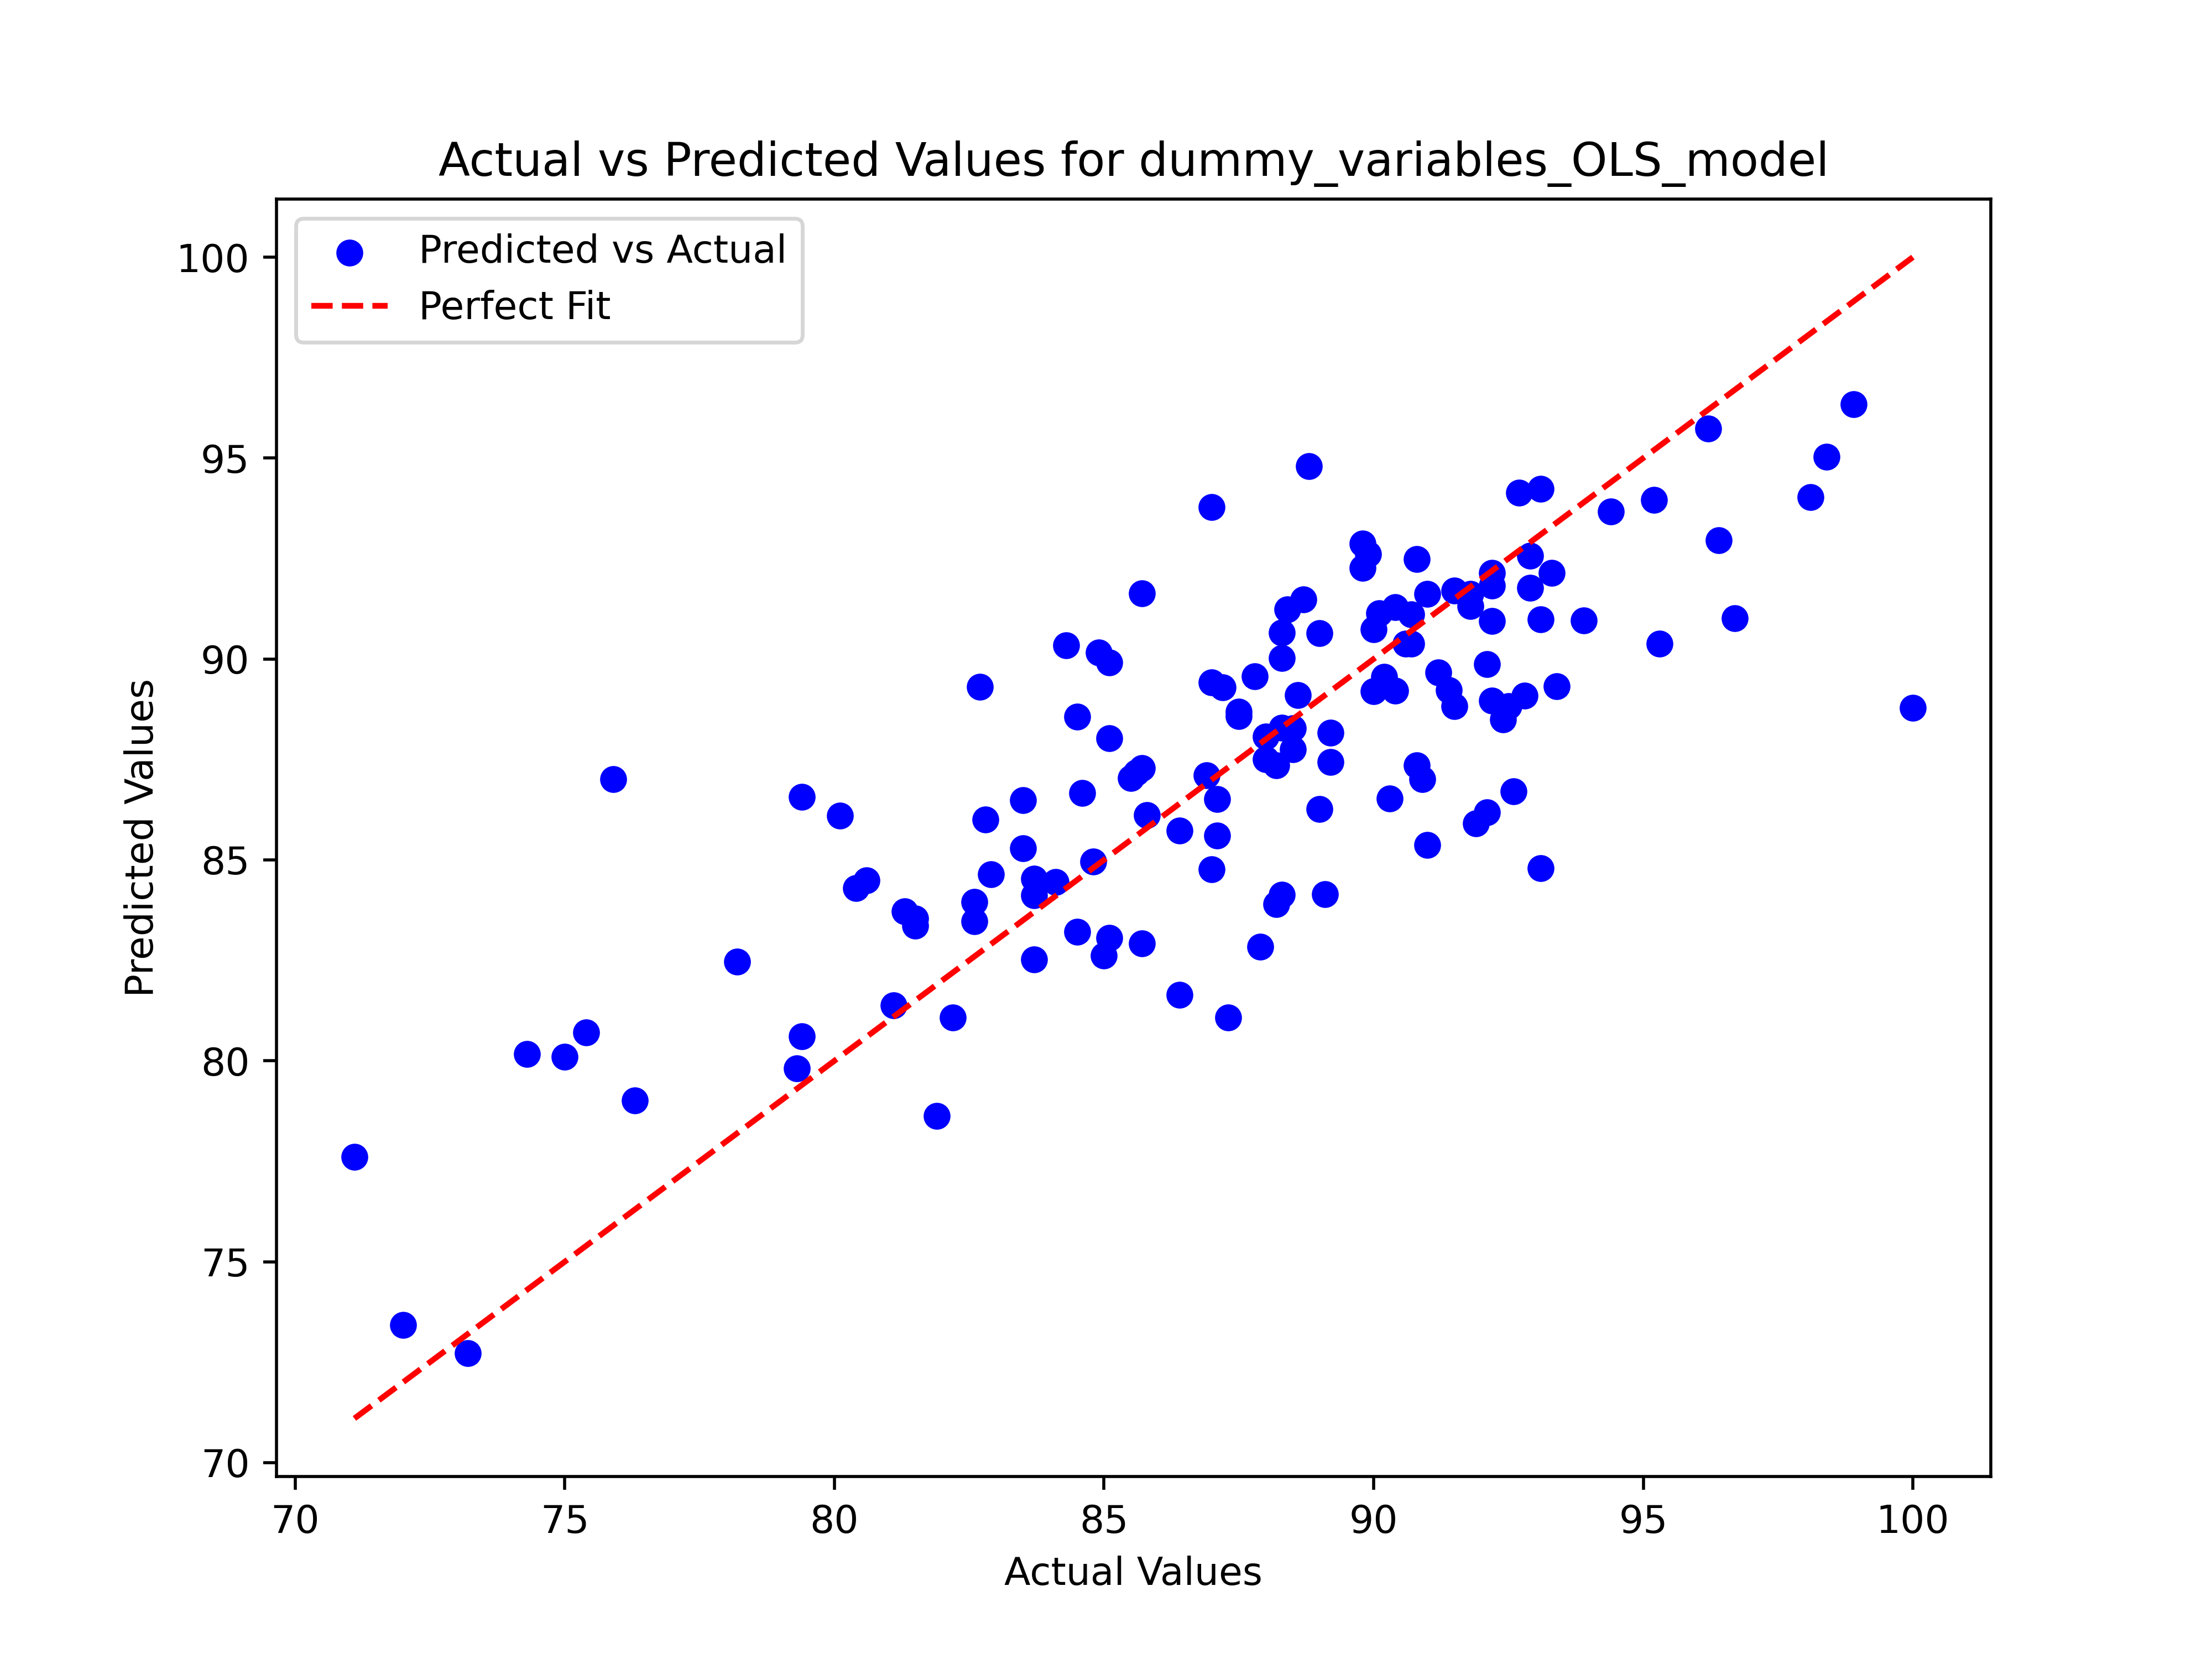 Actual vs Predicted Values for dummy_variables_OLS_model
Predicted vs Actual
Perfect Fit
100
95
90
85
80
75
70
Predicted Values
70 75 80 85 90 95 100
Actual Values